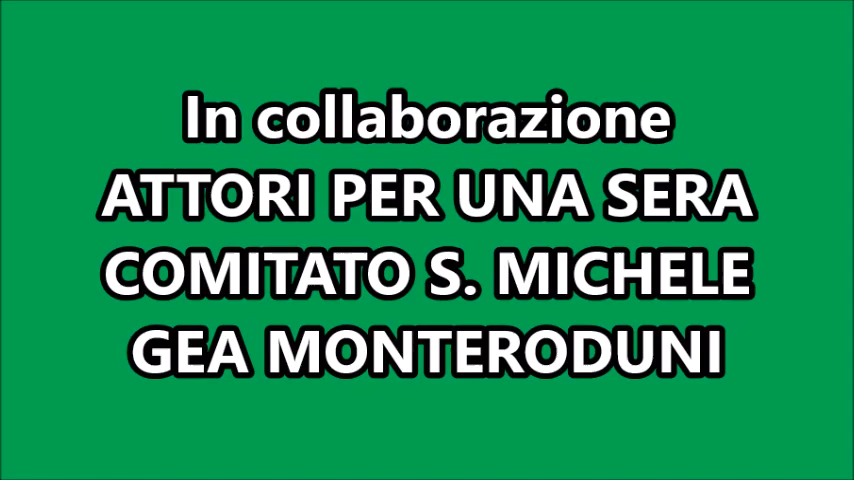 In collaborazione
ATTORI PER UNA SERA
COMITATO S. MICHELE
GEA MONTERODUNI